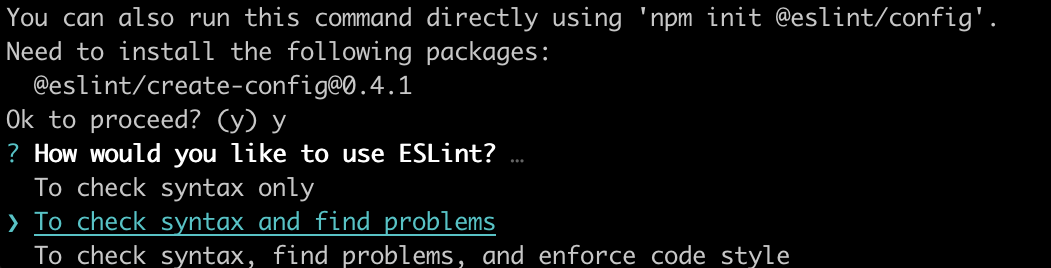 You can also run this command directly using 'npm init @eslint/config'.
Need to install the following packages:
  @eslint/create-config@0.4.1
Ok to proceed? (y) y
? How would you like to use ESLint? …
  To check syntax only
❯ To check syntax and find problems
  To check syntax, find problems, and enforce code style